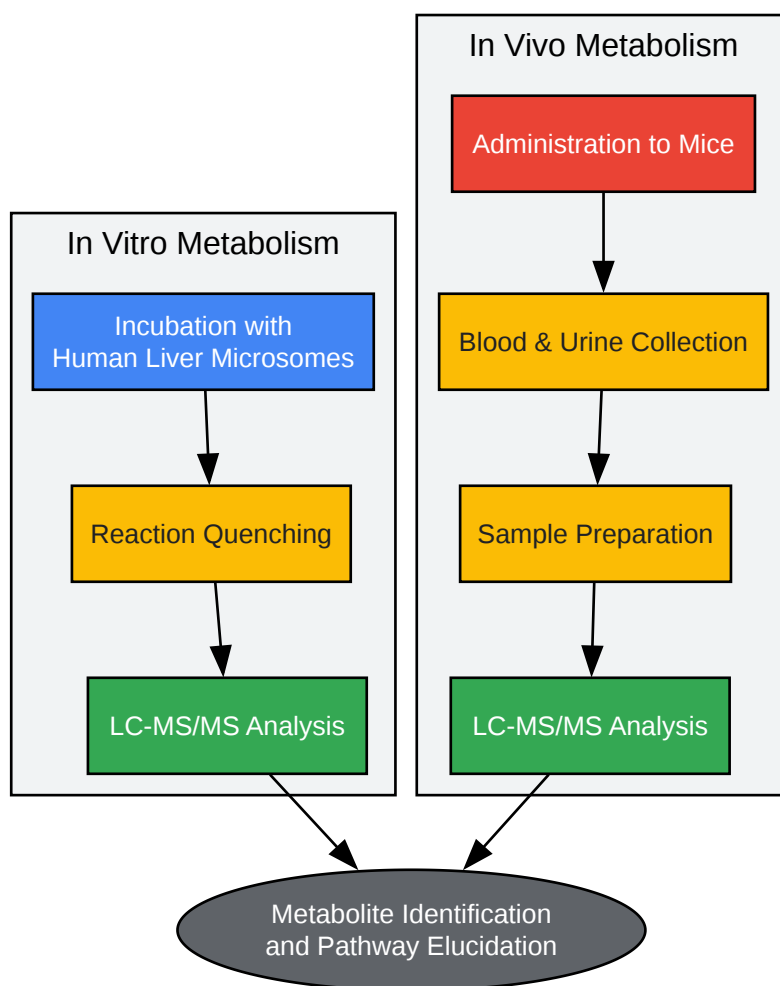 In Vitro Metabolism
Incubation with
Human Liver Microsomes
Reaction Quenching
LC-MS/MS Analysis
In Vivo Metabolism
Administration to Mice
Blood & Urine Collection
Sample Preparation
LC-MS/MS Analysis
Metabolite Identification
and Pathway Elucidation